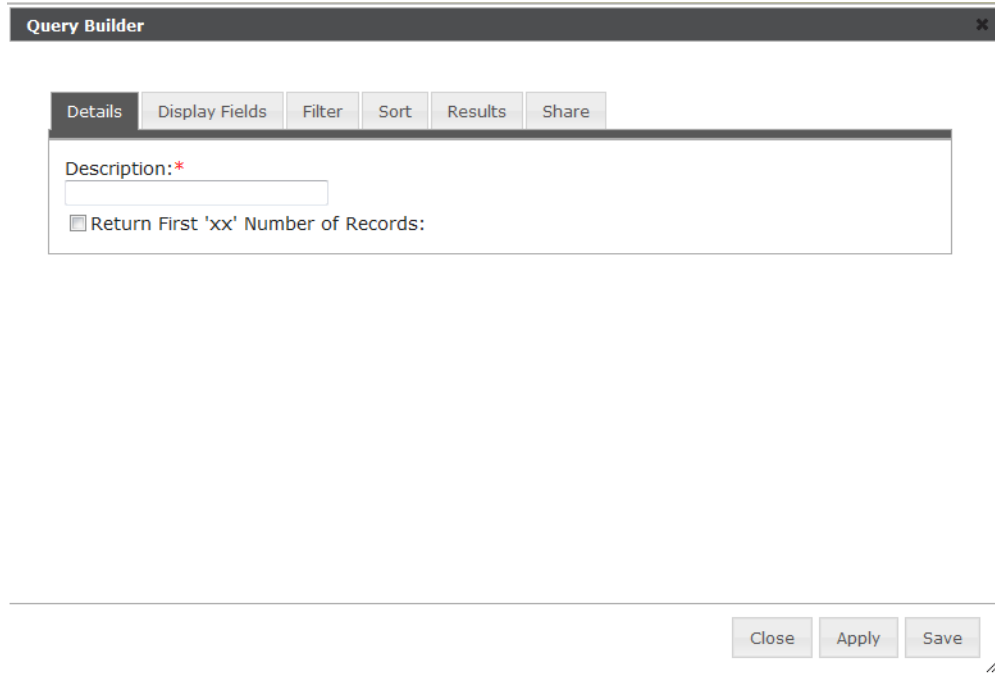 Query Builder
Details Display Fields Filter Sort Results Share
Description:*
Return First 'xx' Number of Records:
Close Apply Save